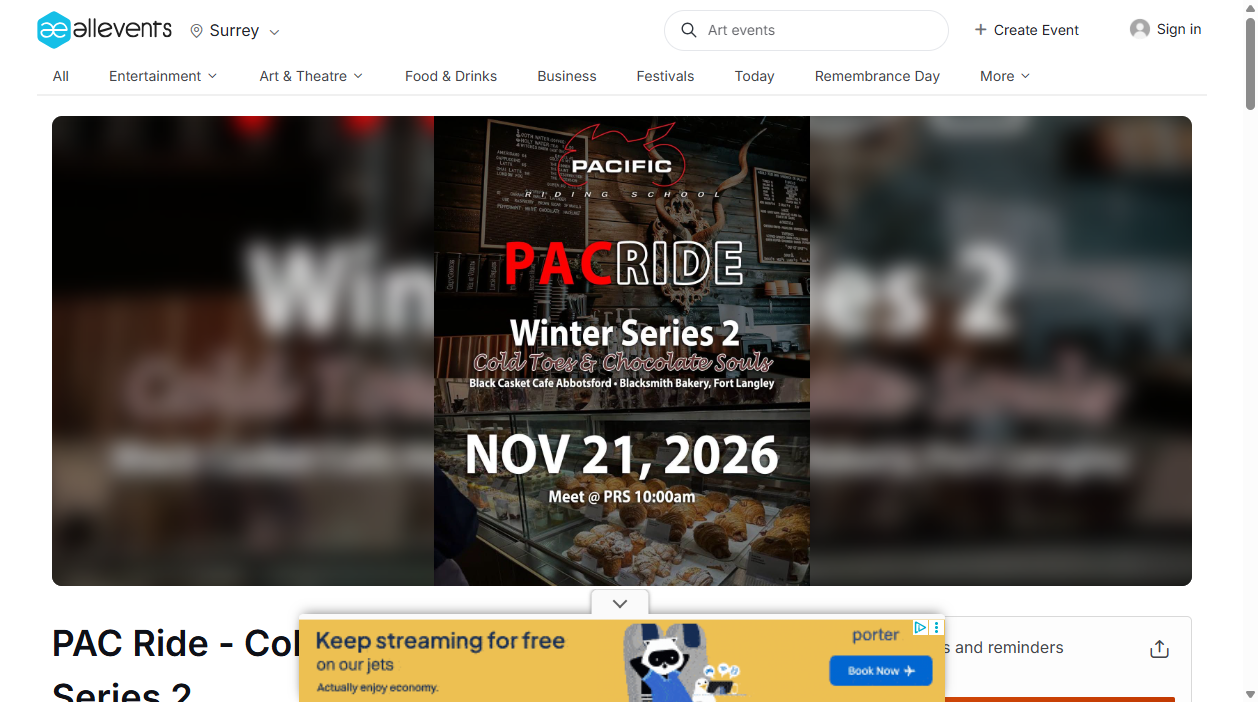 allevents
Surrey
Art events
Create Event
Sign in
All
Entertainment
Art & Theatre
Food & Drinks
Business
Festivals
Today
Remembrance Day
More
PACIFIC
RIDING SCHOOL
PACRIDE
Winter Series 2
Cold Toes & Chocolate Souls
Black Casket Cafe Abbotsford • Blacksmith Bakery, Fort Langley
NOV 21, 2026
Meet @ PRS 10:00am
PAC Ride - Col
Series 2
Keep streaming for free
on our jets
Actually enjoy economy.
porter
Book Now
s and reminders